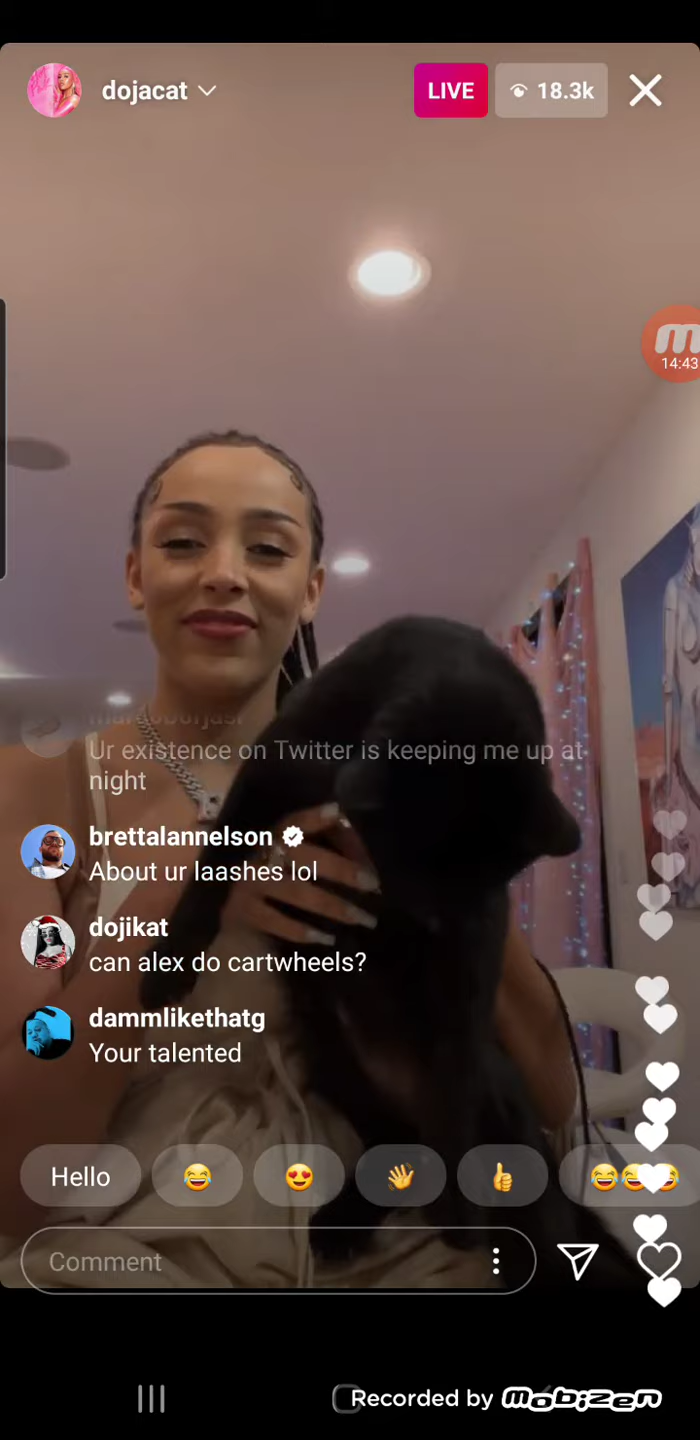 dojacat
LIVE
18.3k
14:43
Ur existence on Twitter is keeping me up at
night
brettalannelson
About ur laashes lol
dojikat
can alex do cartwheels?
dammlikethatg
Your talented
Hello
Comment
Recorded by mobizen